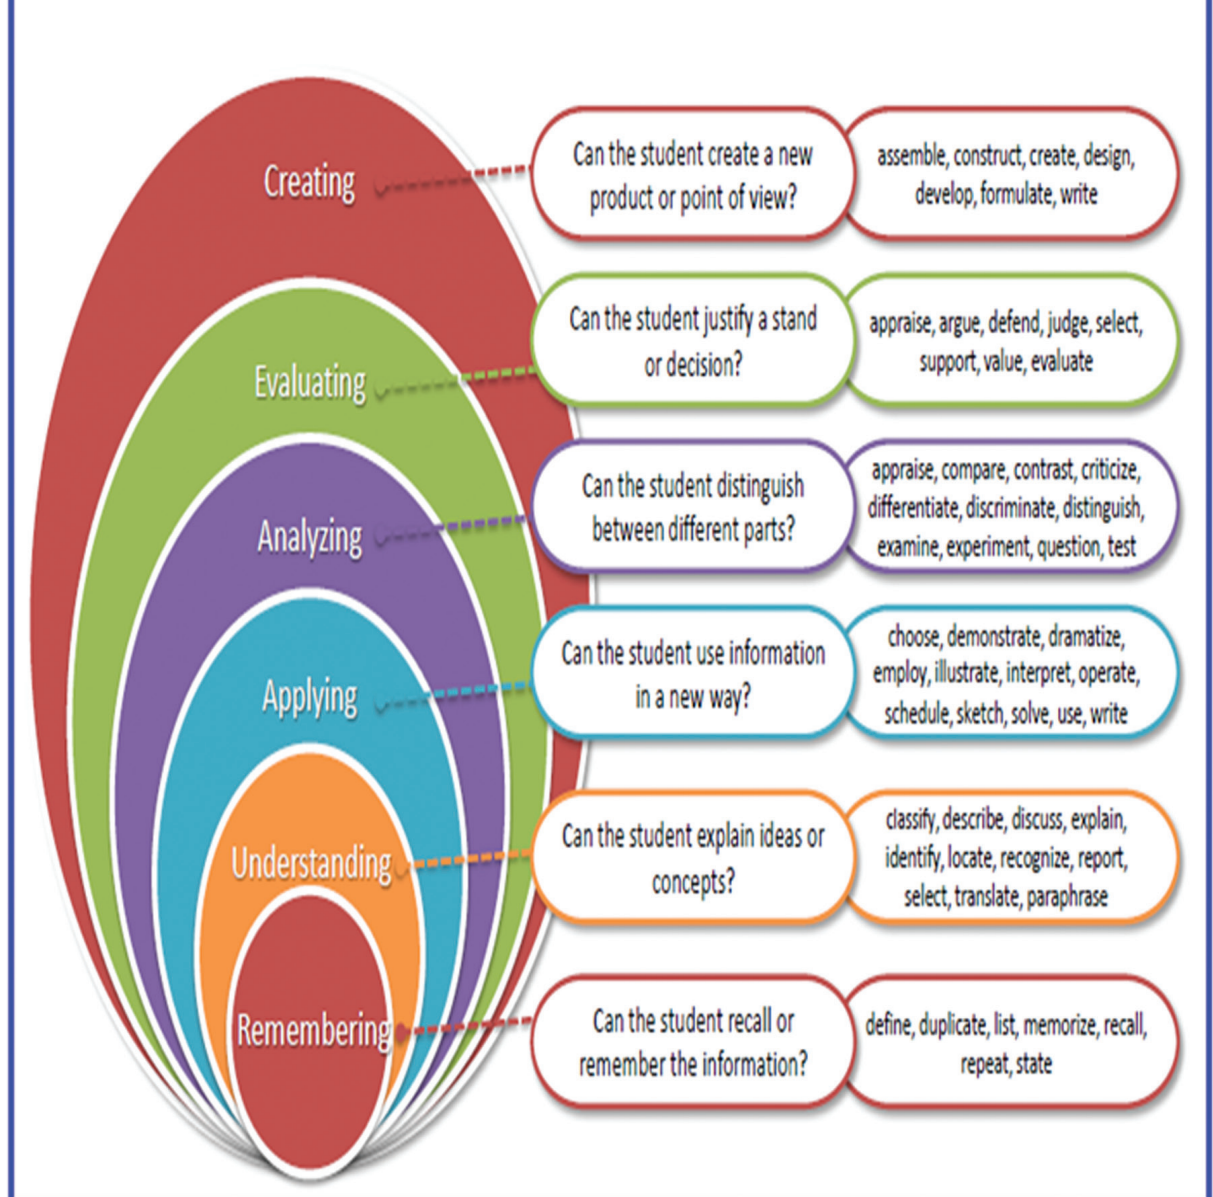 Creating
Can the student create a new
product or point of view?
assemble, construct, create, design,
develop, formulate, write
Evaluating
Can the student justify a stand
or decision?
appraise, argue, defend, judge, select,
support, value, evaluate
Analyzing
Can the student distinguish
between different parts?
appraise, compare, contrast, criticize,
differentiate, discriminate, distinguish,
examine, experiment, question, test
Applying
Can the student use information
in a new way?
choose, demonstrate, dramatize,
employ, illustrate, interpret, operate,
schedule, sketch, solve, use, write
Understanding
Can the student explain ideas or
concepts?
classify, describe, discuss, explain,
identify, locate, recognize, report,
select, translate, paraphrase
Remembering
Can the student recall or
remember the information?
define, duplicate, list, memorize, recall,
repeat, state